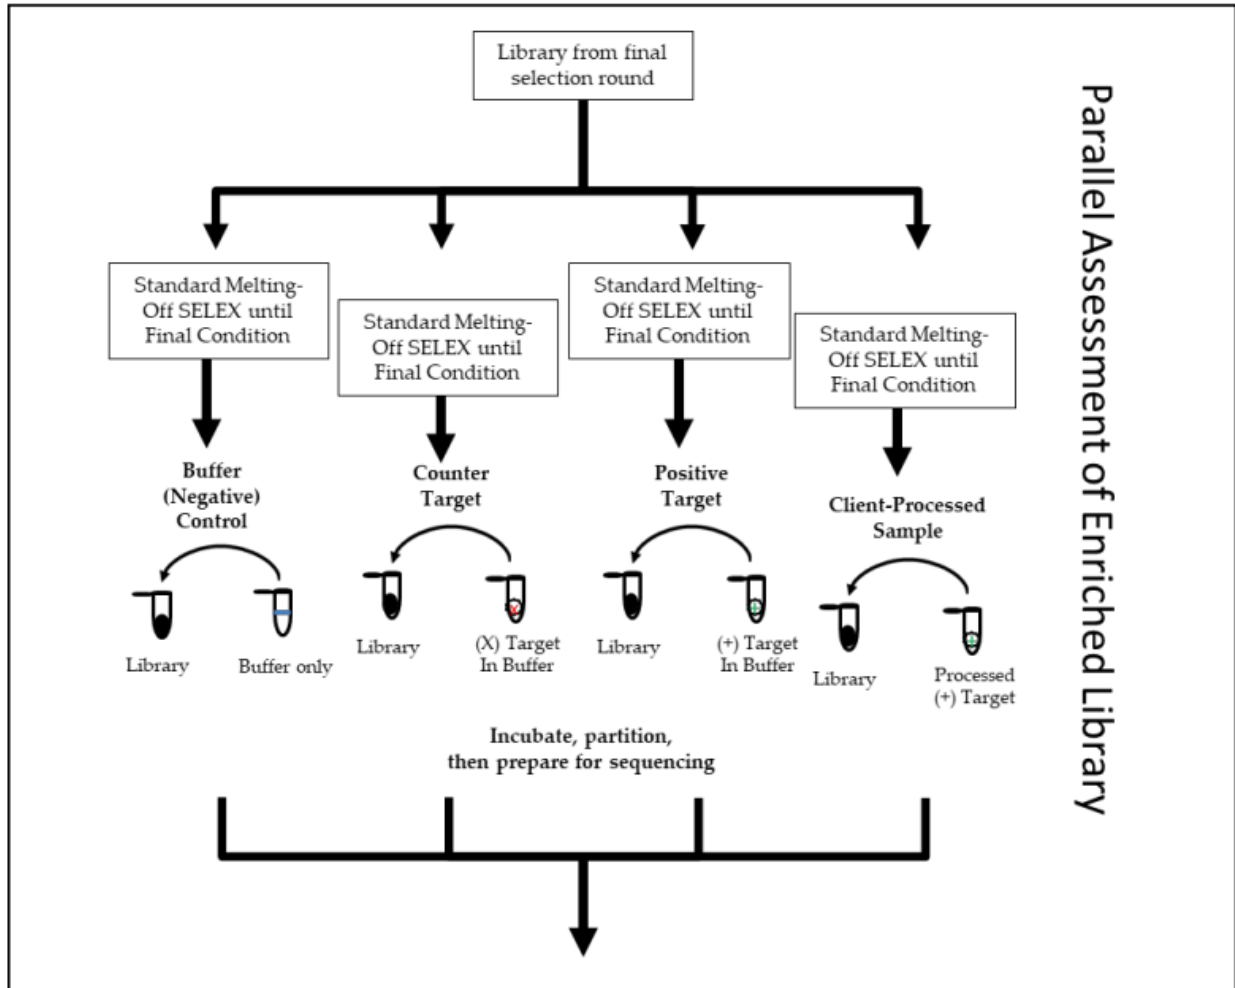 Library from final
selection round
Parallel Assessment of Enriched Library
Standard Melting-
Off SELEX until
Final Condition
Standard Melting-
Off SELEX until
Final Condition
Standard Melting-
Off SELEX until
Final Condition
Standard Melting-
Off SELEX until
Final Condition
Buffer
(Negative)
Control
Counter
Target
Positive
Target
Client-Processed
Sample
Library
Buffer only
Library
(X) Target
In Buffer
Library
(+) Target
In Buffer
Library
Processed
(+) Target
Incubate, partition,
then prepare for sequencing